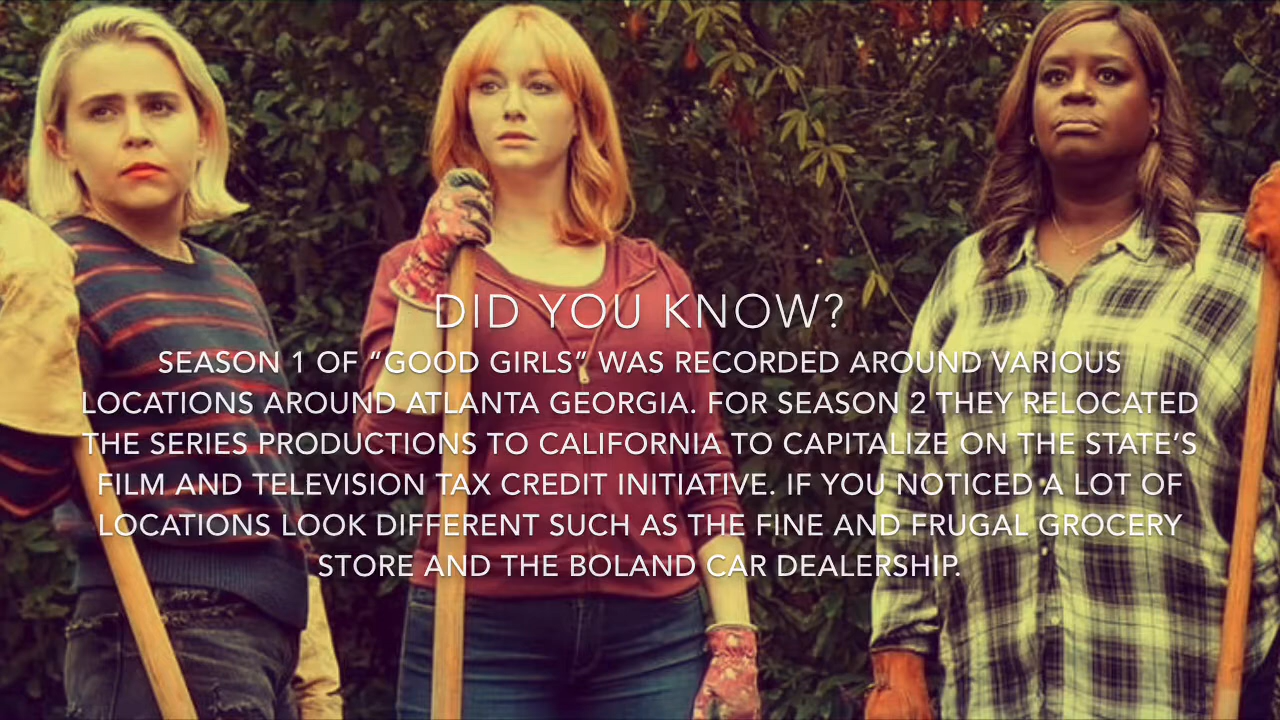 DID YOU KNOW?
SEASON 1 OF “GOOD GIRLS” WAS RECORDED AROUND VARIOUS
LOCATIONS AROUND ATLANTA GEORGIA. FOR SEASON 2 THEY RELOCATED
THE SERIES PRODUCTIONS TO CALIFORNIA TO CAPITALIZE ON THE STATE’S
FILM AND TELEVISION TAX CREDIT INITIATIVE. IF YOU NOTICED A LOT OF
LOCATIONS LOOK DIFFERENT SUCH AS THE FINE AND FRUGAL GROCERY
STORE AND THE BOLAND CAR DEALERSHIP.